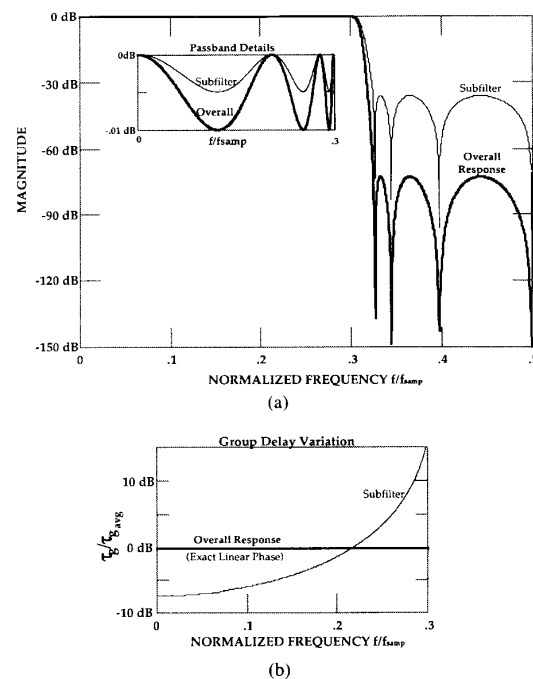 0 dB
-30 dB
-60 dB
-90 dB
-120 dB
-150 dB
MAGNITUDE
Passband Details
0dB
Subfilter
Overall
-.01 dB
0
.3
f/fsamp
Subfilter
Overall
Response
0
.1
.2
.3
.4
NORMALIZED FREQUENCY f/fsamp
(a)
Group Delay Variation
10 dB
0 dB
-10 dB
τg/τg avg
Subfilter
Overall Response
(Exact Linear Phase)
0
.1
.2
.3
NORMALIZED FREQUENCY f/fsamp
(b)